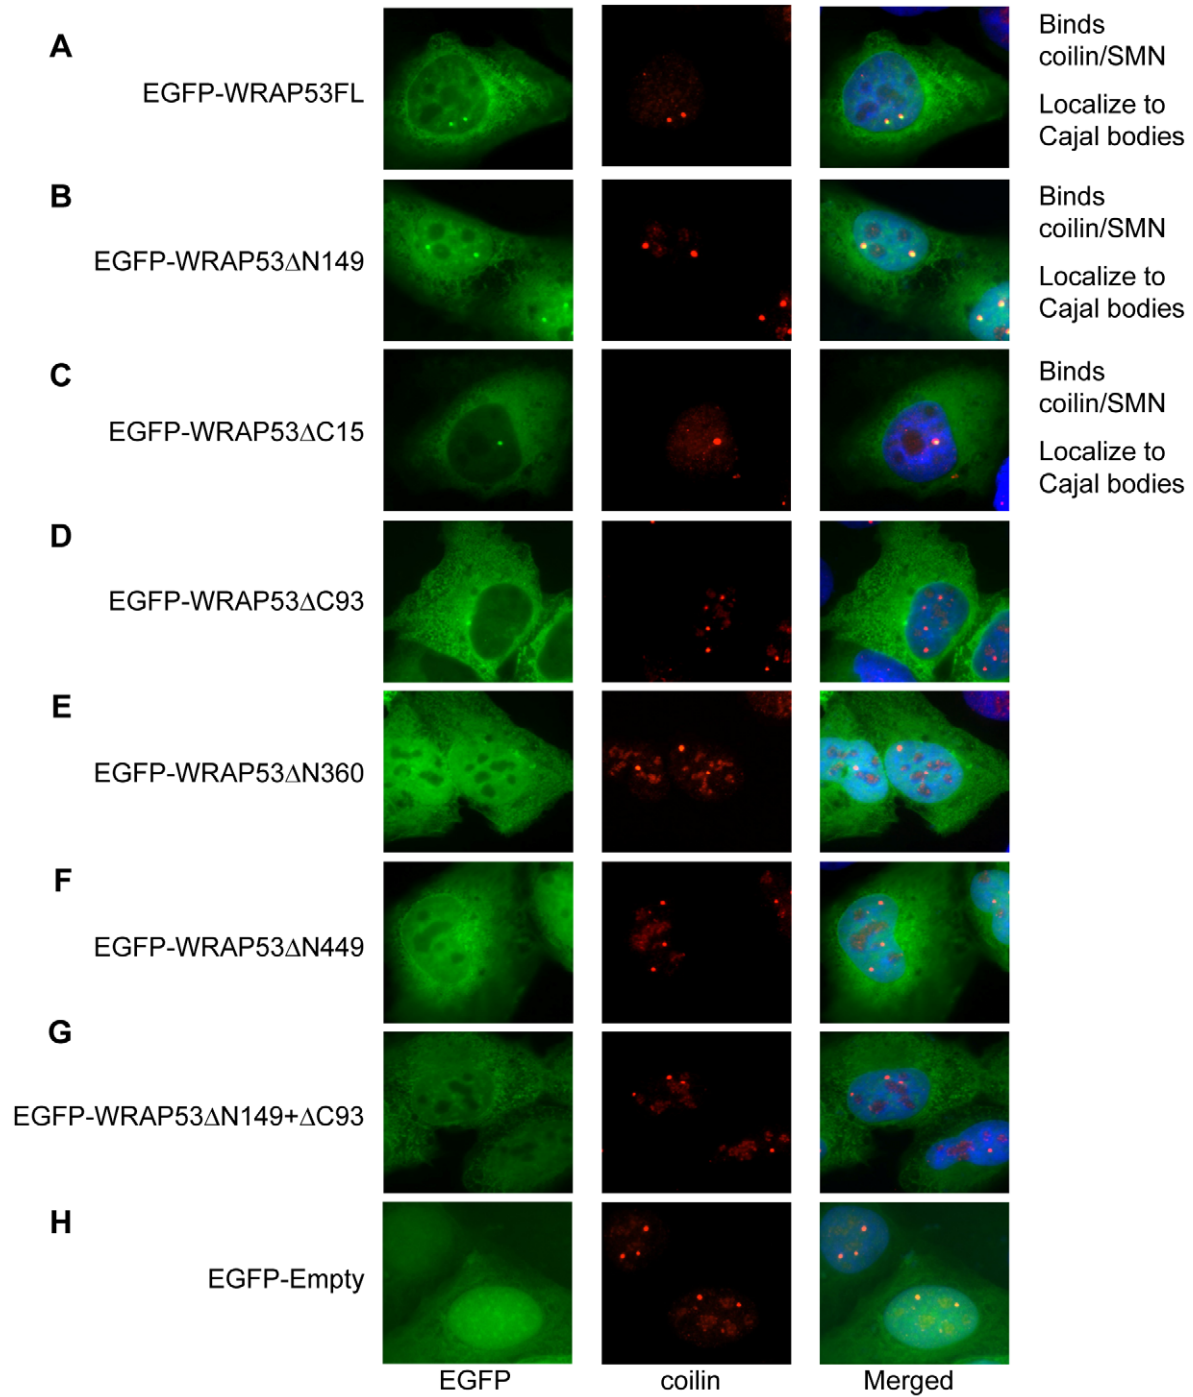 A
EGFP-WRAP53FL
Binds
coilin/SMN
Localize to
Cajal bodies
B
EGFP-WRAP53ΔN149
Binds
coilin/SMN
Localize to
Cajal bodies
C
EGFP-WRAP53ΔC15
Binds
coilin/SMN
Localize to
Cajal bodies
D
EGFP-WRAP53ΔC93
E
EGFP-WRAP53ΔN360
F
EGFP-WRAP53ΔN449
G
EGFP-WRAP53ΔN149+ΔC93
H
EGFP-Empty
EGFP coilin Merged